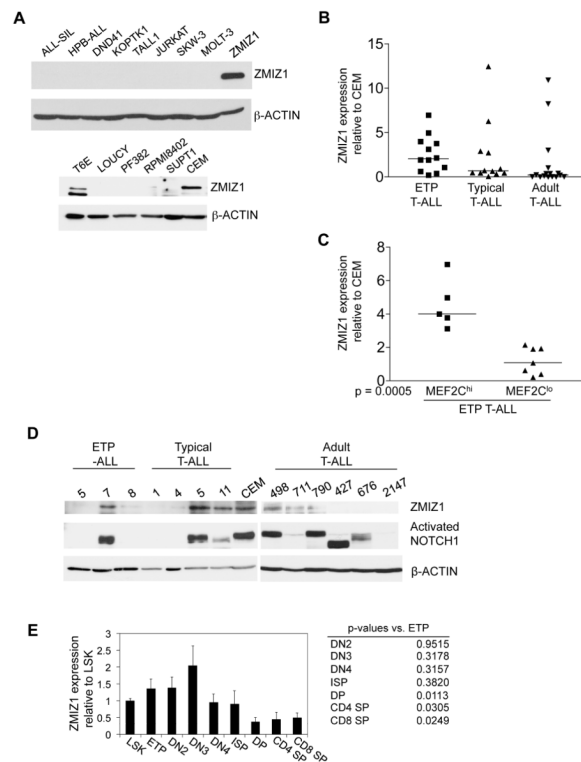 A
ALL-SIL HPB-ALL DND41 KOPTK1 TALL1 JURKAT SKW-3 MOLT-3 ZMIZ1
ZMIZ1
β-ACTIN
T6E LOUCY PF382 RPMI8402 SUPT1 CEM
ZMIZ1
β-ACTIN
B
ZMIZ1 expression
relative to CEM
15
10
5
0
ETP Typical Adult
T-ALL T-ALL T-ALL
C
ZMIZ1 expression
relative to CEM
8
6
4
2
0
p = 0.0005 MEF2Chi MEF2Clo
ETP T-ALL
D
ETP Typical Adult
-ALL T-ALL T-ALL
5 7 8 1 4 5 11 CEM 498 711 790 427 676 2147
ZMIZ1
Activated
NOTCH1
β-ACTIN
E
ZMIZ1 expression
relative to LSK
3
2.5
2
1.5
1
0.5
0
LSK ETP DN2 DN3 DN4 ISP DP CD4 SP CD8 SP
p-values vs. ETP
DN2 0.9515
DN3 0.3178
DN4 0.3157
ISP 0.3820
DP 0.0113
CD4 SP 0.0305
CD8 SP 0.0249